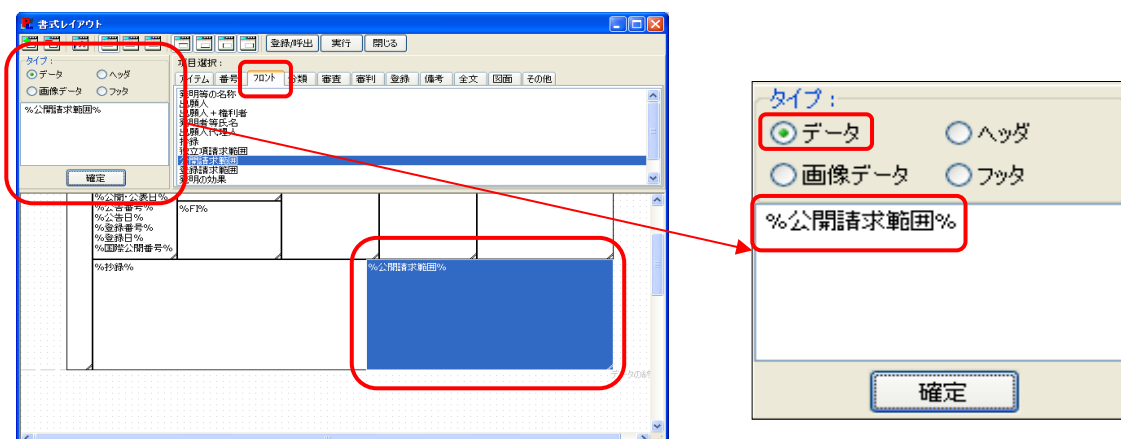 書式レイアウト
登録/呼出 実行 閉じる
タイプ：
データ ヘッダ
画像データ フッタ
%公開請求範囲%
確定
項目選択：
アイテム 番号 フロント 分類 審査 審判 登録 備考 全文 図面 その他
発明等の名称
出願人
出願人＋権利者
発明者等氏名
出願人代理人
抄録
独立項請求範囲
公開請求範囲
登録請求範囲
発明の効果
%公開・公表日%
%公告番号%
%公告日%
%登録番号%
%登録日%
%国際公開番号%
%FI%
%抄録%
%公開請求範囲%
タイプ：
データ ヘッダ
画像データ フッタ
%公開請求範囲%
確定